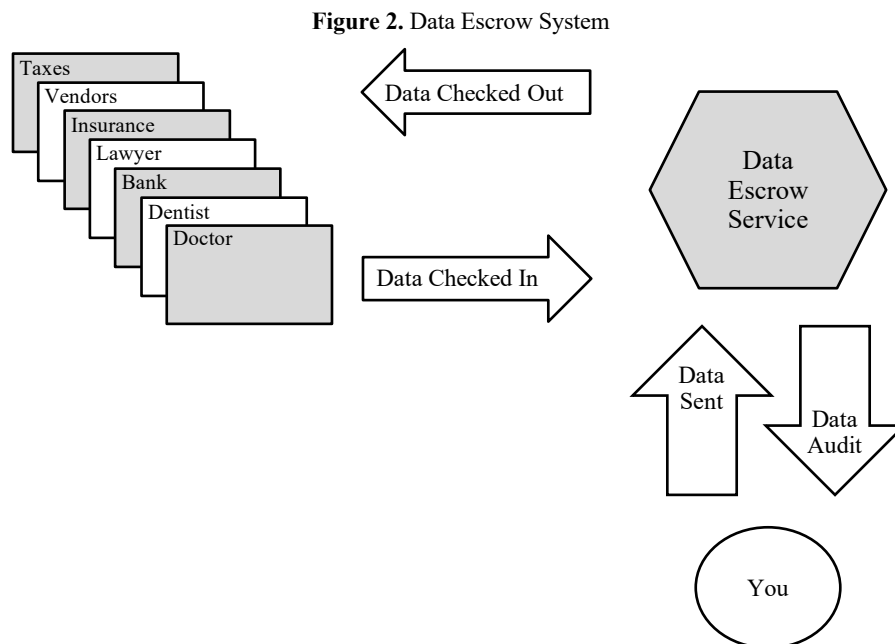 Figure 2. Data Escrow System
Taxes
Vendors
Insurance
Lawyer
Bank
Dentist
Doctor
Data Checked Out
Data Checked In
Data
Escrow
Service
Data
Sent
Data
Audit
You